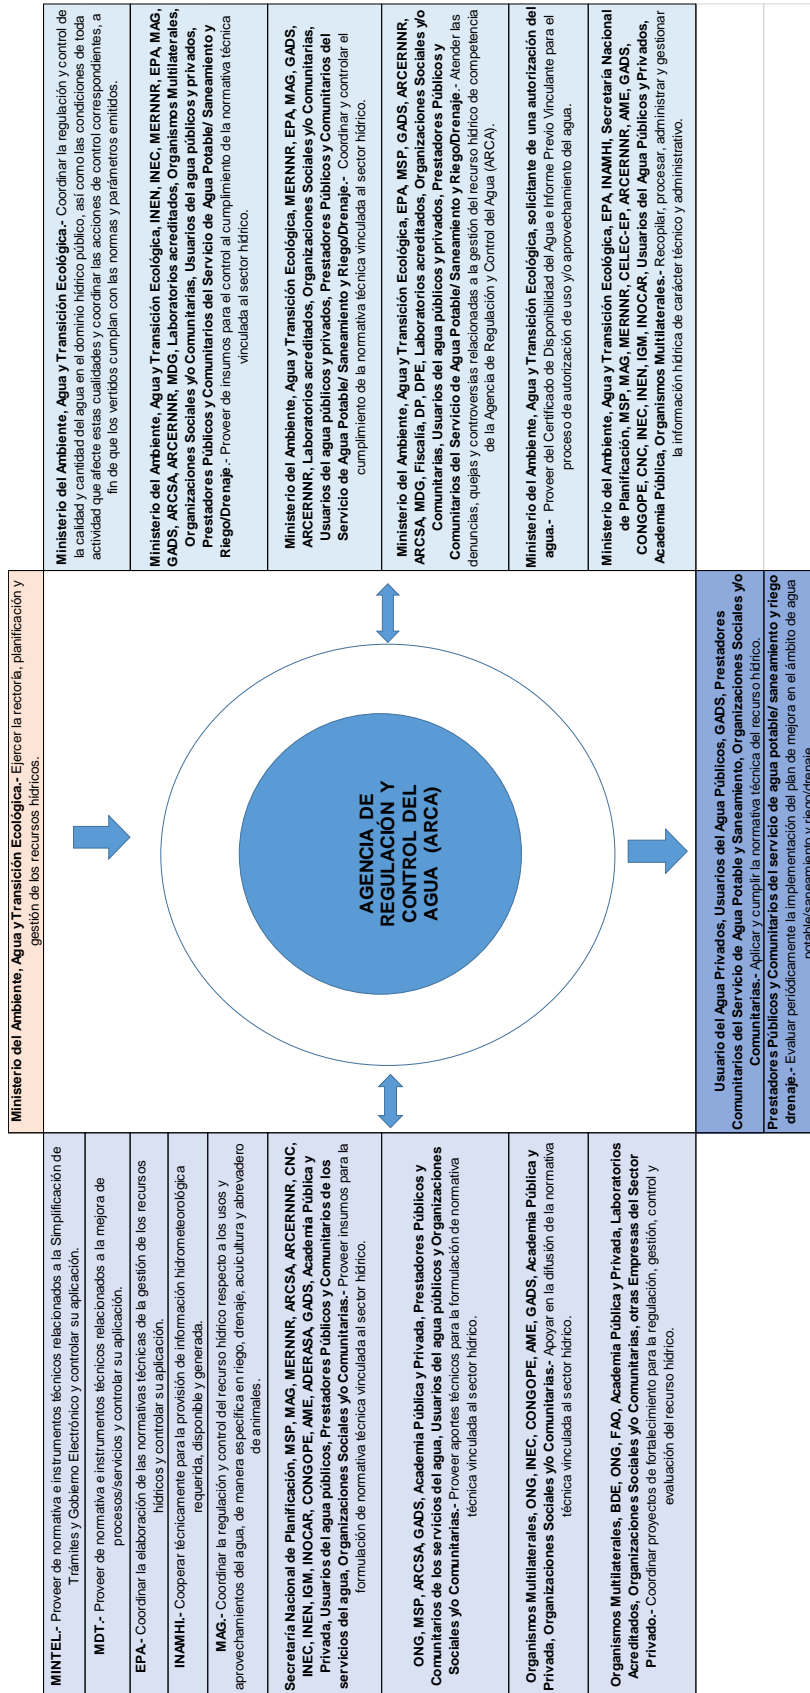 Ministerio del Ambiente, Agua y Transición Ecológica.- Ejercer la rectoría, planificación y
gestión de los recursos hídricos.
MINTEL.- Proveer de normativa e instrumentos técnicos relacionados a la Simplificación de
Trámites y Gobierno Electrónico y controlar su aplicación.
MDT.- Proveer de normativa e instrumentos técnicos relacionados a la mejora de
procesos/servicios y controlar su aplicación.
EPA.- Coordinar la elaboración de las normativas técnicas de la gestión de los recursos
hídricos y controlar su aplicación.
INAMHI.- Cooperar técnicamente para la provisión de información hidrometeorológica
requerida, disponible y generada.
MAG.- Coordinar la regulación y control del recurso hídrico respecto a los usos y
aprovechamientos del agua, de manera específica en riego, drenaje, acuicultura y abrevadero
de animales.
Secretaría Nacional de Planificación, MSP, MAG, MERNNR, ARCSA, ARCERNNR, CNC,
INEC, INEN, IGM, INOCAR, CONGOPE, AME, ADERASA, GADS, Academia Pública y
Privada, Usuarios del agua públicos, Prestadores Públicos y Comunitarios de los
servicios del agua, Organizaciones Sociales y/o Comunitarias.- Proveer insumos para la
formulación de normativa técnica vinculada al sector hídrico.
ONG, MSP, ARCSA, GADS, Academia Pública y Privada, Prestadores Públicos y
Comunitarios de los servicios del agua, Usuarios del agua públicos y Organizaciones
Sociales y/o Comunitarias.- Proveer aportes técnicos para la formulación de normativa
técnica vinculada al sector hídrico.
Organismos Multilaterales, ONG, INEC, CONGOPE, AME, GADS, Academia Pública y
Privada, Organizaciones Sociales y/o Comunitarias.- Apoyar en la difusión de la normativa
técnica vinculada al sector hídrico.
Organismos Multilaterales, BDE, ONG, FAO, Academia Pública y Privada, Laboratorios
Acreditados, Organizaciones Sociales y/o Comunitarias, otras Empresas del Sector
Privado.- Coordinar proyectos de fortalecimiento para la regulación, gestión, control y
evaluación del recurso hídrico.
AGENCIA DE
REGULACIÓN Y
CONTROL DEL
AGUA (ARCA)
Ministerio del Ambiente, Agua y Transición Ecológica.- Coordinar la regulación y control de
la calidad y cantidad del agua en el dominio hídrico público, así como las condiciones de toda
actividad que afecte estas cualidades y coordinar las acciones de control correspondientes, a
fin de que los vertidos cumplan con las normas y parámetros emitidos.
Ministerio del Ambiente, Agua y Transición Ecológica, INEN, INEC, MERNNR, EPA, MAG,
GADS, ARCSA, ARCERNNR, MDG, Laboratorios acreditados, Organismos Multilaterales,
Organizaciones Sociales y/o Comunitarias, Usuarios del agua públicos y privados,
Prestadores Públicos y Comunitarios del Servicio de Agua Potable/ Saneamiento y
Riego/Drenaje.- Proveer de insumos para el control al cumplimiento de la normativa técnica
vinculada al sector hídrico.
Ministerio del Ambiente, Agua y Transición Ecológica, MERNNR, EPA, MAG, GADS,
ARCERNNR, Laboratorios acreditados, Organizaciones Sociales y/o Comunitarias,
Usuarios del agua públicos y privados, Prestadores Públicos y Comunitarios del
Servicio de Agua Potable/ Saneamiento y Riego/Drenaje.- Coordinar y controlar el
cumplimiento de la normativa técnica vinculada al sector hídrico.
Ministerio del Ambiente, Agua y Transición Ecológica, EPA, MSP, GADS, ARCERNNR,
ARCSA, MDG, Fiscalía, DP, DPE, Laboratorios acreditados, Organizaciones Sociales y/o
Comunitarias, Usuarios del agua públicos y privados, Prestadores Públicos y
Comunitarios del Servicio de Agua Potable/ Saneamiento y Riego/Drenaje.- Atender las
denuncias, quejas y controversias relacionadas a la gestión del recurso hídrico de competencia
de la Agencia de Regulación y Control del Agua (ARCA).
Ministerio del Ambiente, Agua y Transición Ecológica, solicitante de una autorización del
agua.- Proveer del Certificado de Disponibilidad del Agua e Informe Previo Vinculante para el
proceso de autorización de uso y/o aprovechamiento del agua.
Ministerio del Ambiente, Agua y Transición Ecológica, EPA, INAMHI, Secretaría Nacional
de Planificación, MSP, MAG, MERNNR, CELEC-EP, ARCERNNR, AME, GADS,
CONGOPE, CNC, INEC, INEN, IGM, INOCAR, Usuarios del Agua Públicos y Privados,
Academia Pública, Organismos Multilaterales.- Recopilar, procesar, administrar y gestionar
la información hídrica de carácter técnico y administrativo.
Usuario del Agua Privados, Usuarios del Agua Públicos, GADS, Prestadores
Comunitarios del Servicio de Agua Potable y Saneamiento, Organizaciones Sociales y/o
Comunitarias.- Aplicar y cumplir la normativa técnica del recurso hídrico.
Prestadores Públicos y Comunitarios del servicio de agua potable/ saneamiento y riego
drenaje.- Evaluar periódicamente la implementación del plan de mejora en el ámbito de agua
potable/saneamiento y riego/drenaje